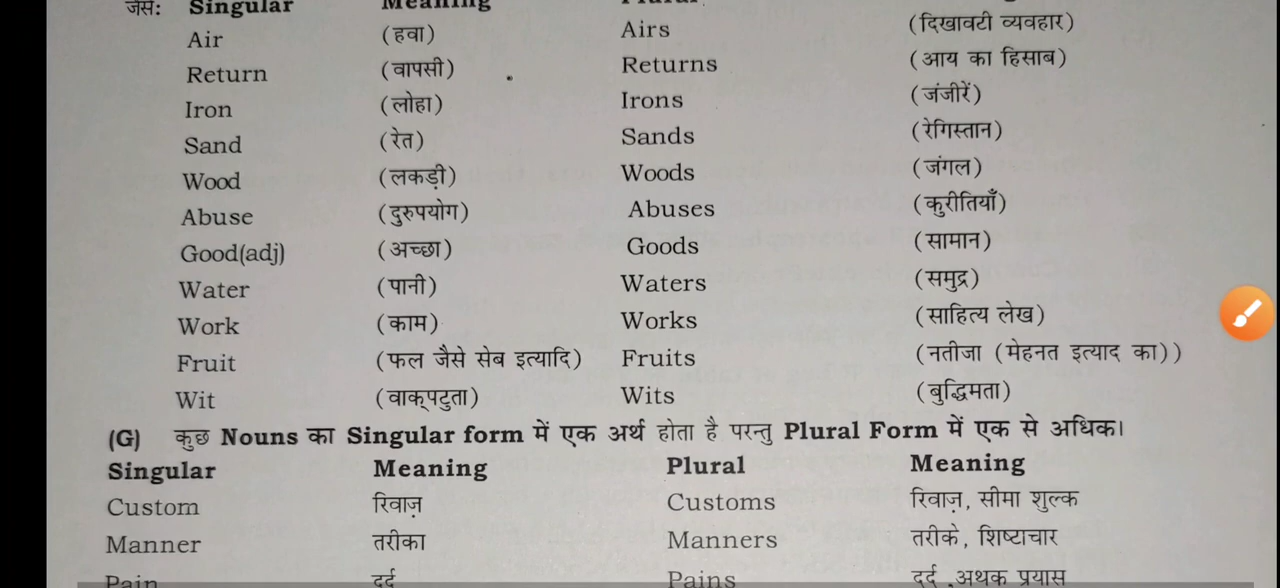 जैसे: Singular Meaning
Air (हवा) Airs (दिखावटी व्यवहार)
Return (वापसी) Returns (आय का हिसाब)
Iron (लोहा) Irons (जंजीरें)
Sand (रेत) Sands (रेगिस्तान)
Wood (लकड़ी) Woods (जंगल)
Abuse (दुरुपयोग) Abuses (कुरीतियाँ)
Good(adj) (अच्छा) Goods (सामान)
Water (पानी) Waters (समुद्र)
Work (काम) Works (साहित्य लेख)
Fruit (फल जैसे सेब इत्यादि) Fruits (नतीजा (मेहनत इत्याद का))
Wit (वाक्पटुता) Wits (बुद्धिमता)
(G) कुछ Nouns का Singular form में एक अर्थ होता है परन्तु Plural Form में एक से अधिक।
Singular Meaning Plural Meaning
Custom रिवाज़ Customs रिवाज़, सीमा शुल्क
Manner तरीका Manners तरीके, शिष्टाचार
Pain दर्द Pains दर्द ,अथक प्रयास